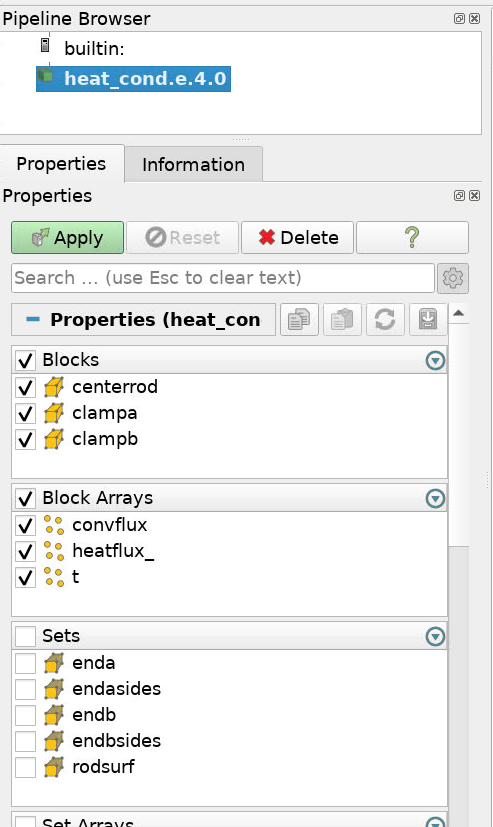 Pipeline Browser
builtin:
heat_cond.e.4.0
Properties Information
Properties
Apply Reset Delete ?
Search ... (use Esc to clear text)
Properties (heat_con
Blocks
centerrod
clampa
clampb
Block Arrays
convflux
heatflux_
t
Sets
enda
endasides
endb
endbsides
rodsurf
Set Arrays